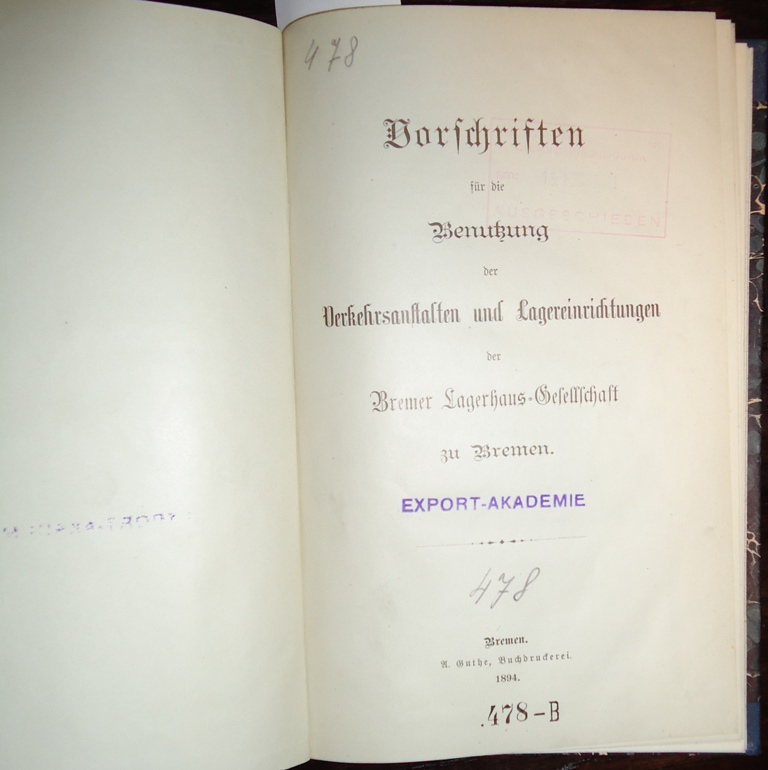 478
Vorschriften
für die
Benutzung
der
Verkehrsanstalten und Lagereinrichtungen
der
Bremer Lagerhaus-Gesellschaft
zu Bremen.
AUSGESCHIEDEN
EXPORT-AKADEMIE
478
Bremen.
A. Guthe, Buchdruckerei.
1894.
478-B